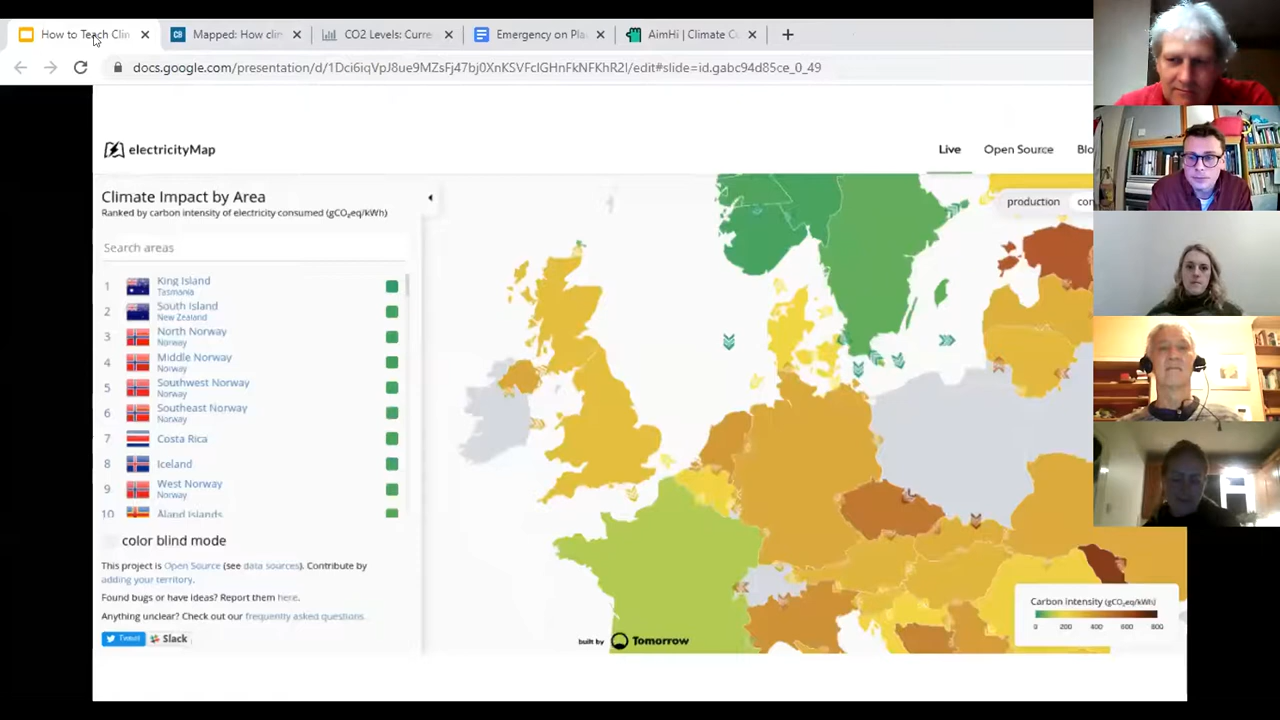 How to Teach Clim
Mapped: How clim
CO2 Levels: Curre
Emergency on Pla
AimHi | Climate C
docs.google.com/presentation/d/1Dci6iqVpJ8ue9MZsFj47bj0XnKSVFclGHnFkNFKhR2I/edit#slide=id.gabc94d85ce_0_49
electricityMap
Live
Open Source
Blo
Climate Impact by Area
Ranked by carbon intensity of electricity consumed (gCO₂eq/kWh)
production
con
Search areas
1 King Island
Tasmania
2 South Island
New Zealand
3 North Norway
Norway
4 Middle Norway
Norway
5 Southwest Norway
Norway
6 Southeast Norway
Norway
7 Costa Rica
8 Iceland
9 West Norway
Norway
10 Åland Islands
color blind mode
This project is Open Source (see data sources). Contribute by
adding your territory.
Found bugs or have ideas? Report them here.
Anything unclear? Check out our frequently asked questions.
Tweet
Slack
built by Tomorrow
Carbon intensity (gCO₂eq/kWh)
0 200 400 600 800